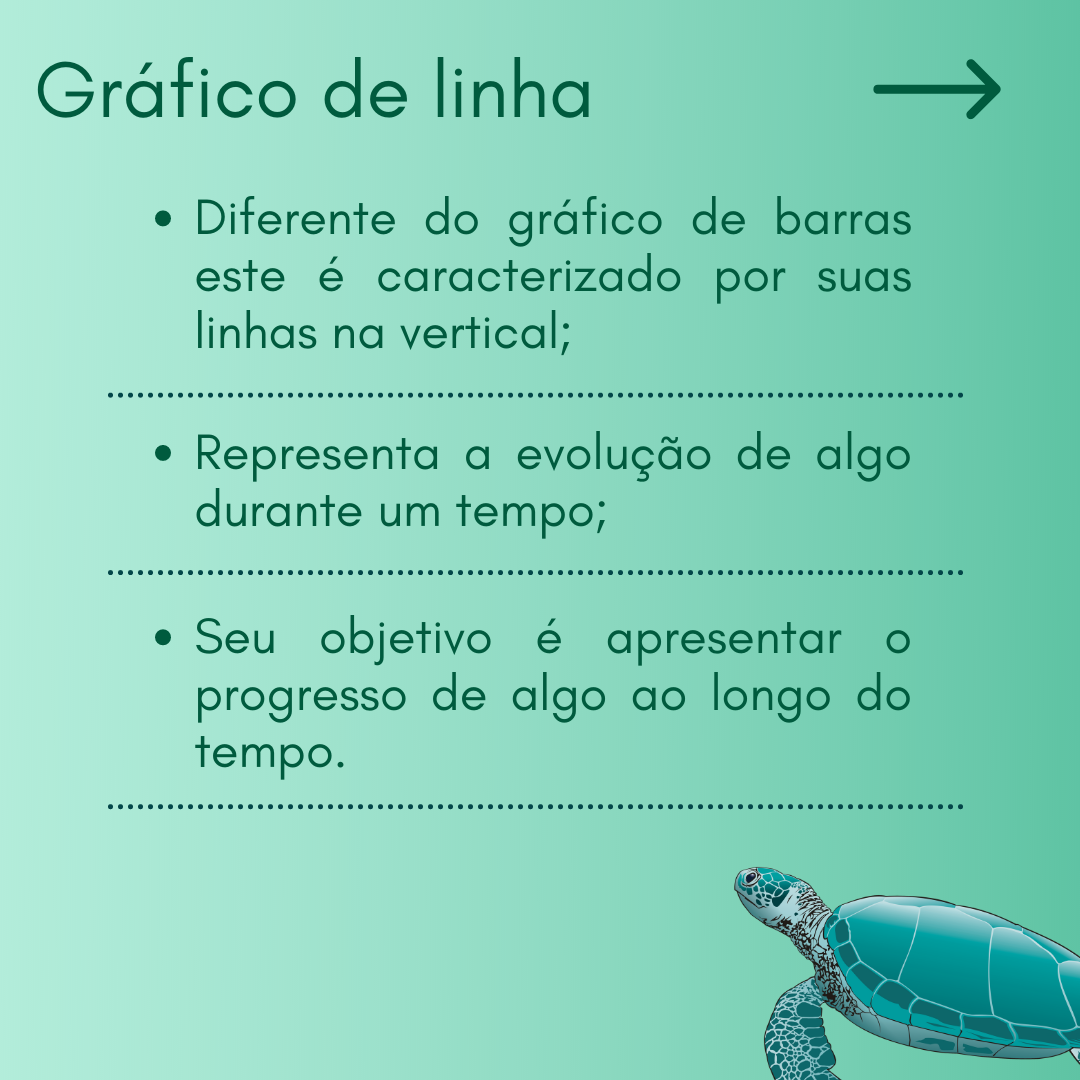 Gráfico de linha
• Diferente do gráfico de barras
este é caracterizado por suas
linhas na vertical;
• Representa a evolução de algo
durante um tempo;
• Seu objetivo é apresentar o
progresso de algo ao longo do
tempo.